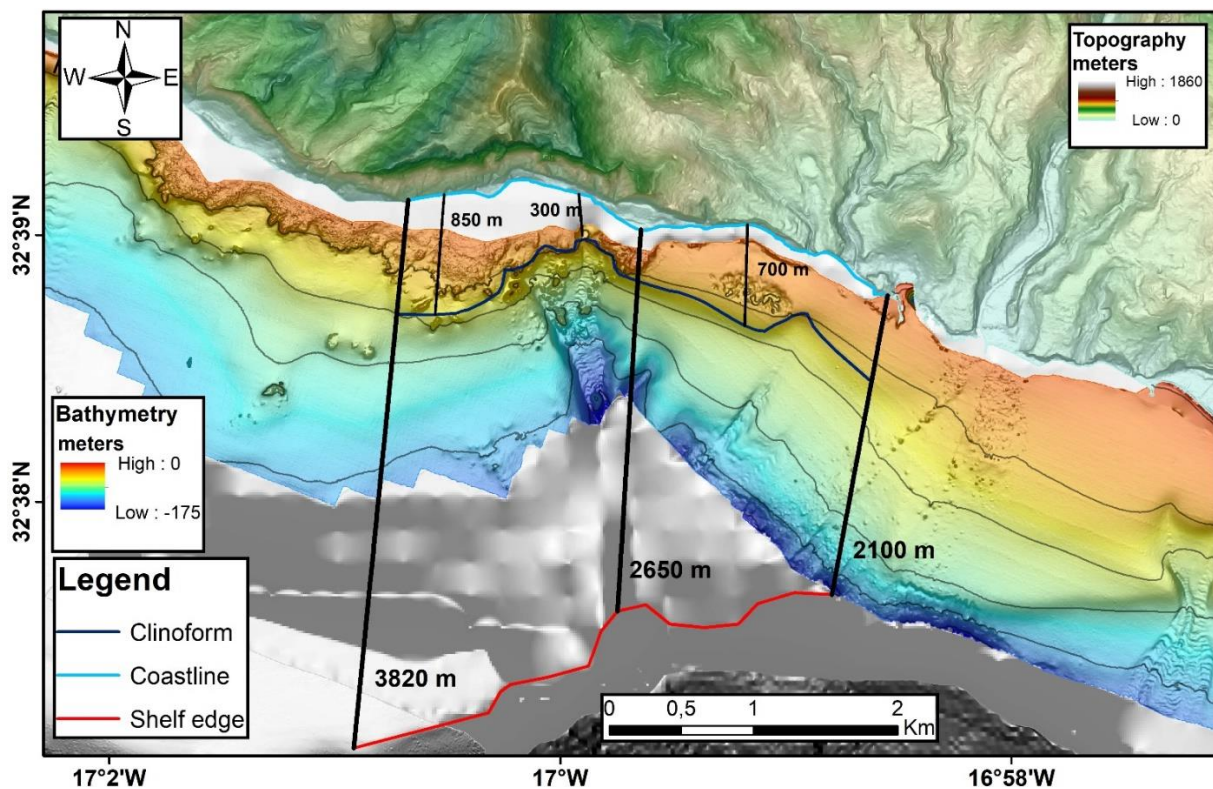 N
W E
S
Topography
meters
High : 1860
Low : 0
32°39'N
850 m
300 m
700 m
Bathymetry
meters
High : 0
Low : -175
32°38'N
2100 m
2650 m
Legend
Clinoform
Coastline
Shelf edge
3820 m
0 0,5 1 2
Km
17°2'W 17°W 16°58'W